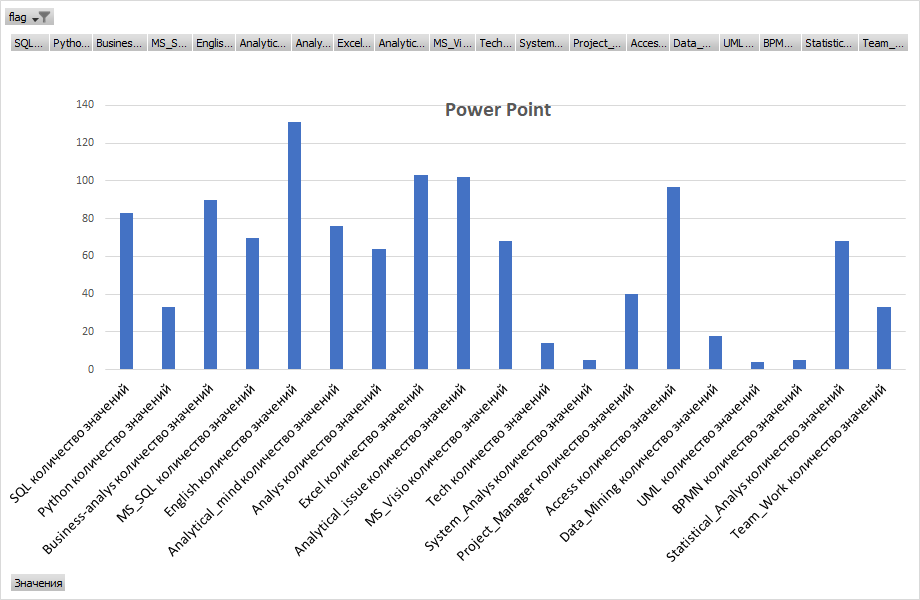 flag
SQL...
Pytho...
Busines...
MS_S...
Englis...
Analytic...
Analy...
Excel...
Analytic...
MS_Vi...
Tech...
System...
Project_...
Acces...
Data_...
UML ...
BPM...
Statistic...
Team_...
Power Point
140
120
100
80
60
40
20
0
SQL количество значений
Python количество значений
Business-analys количество значений
MS_SQL количество значений
English количество значений
Analytical_mind количество значений
Analys количество значений
Excel количество значений
Analytical_issue количество значений
MS_Visio количество значений
Tech количество значений
System_Analys количество значений
Project_Manager количество значений
Access количество значений
Data_Mining количество значений
UML количество значений
BPMN количество значений
Statistical_Analys количество значений
Team_Work количество значений
Значения